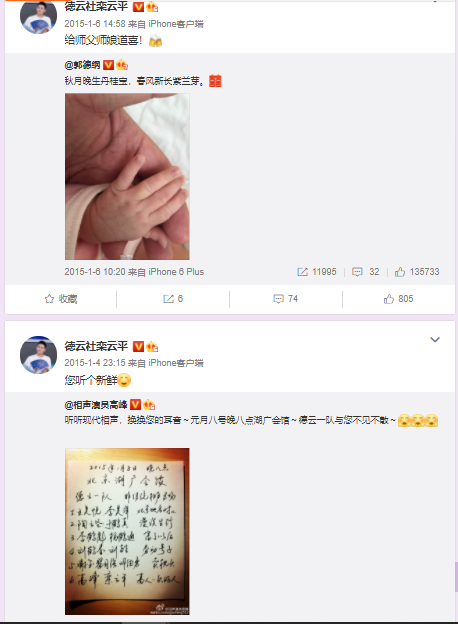 德云社栾云平
2015-1-6 14:58 来自 iPhone客户端
给师父师娘道喜！
@郭德纲
秋月晚生丹桂宝，春风新长紫兰芽。
2015-1-6 10:20 来自 iPhone 6 Plus
11995
32
135733
收藏
6
74
805
德云社栾云平
2015-1-4 23:15 来自 iPhone客户端
您听个新鲜
@相声演员高峰
听听现代相声，换换您的耳音～元月八号晚八点湖广会馆～德云一队与您不见不散～
2015年1月8日 晚八点
北京湖广会馆
德云一队